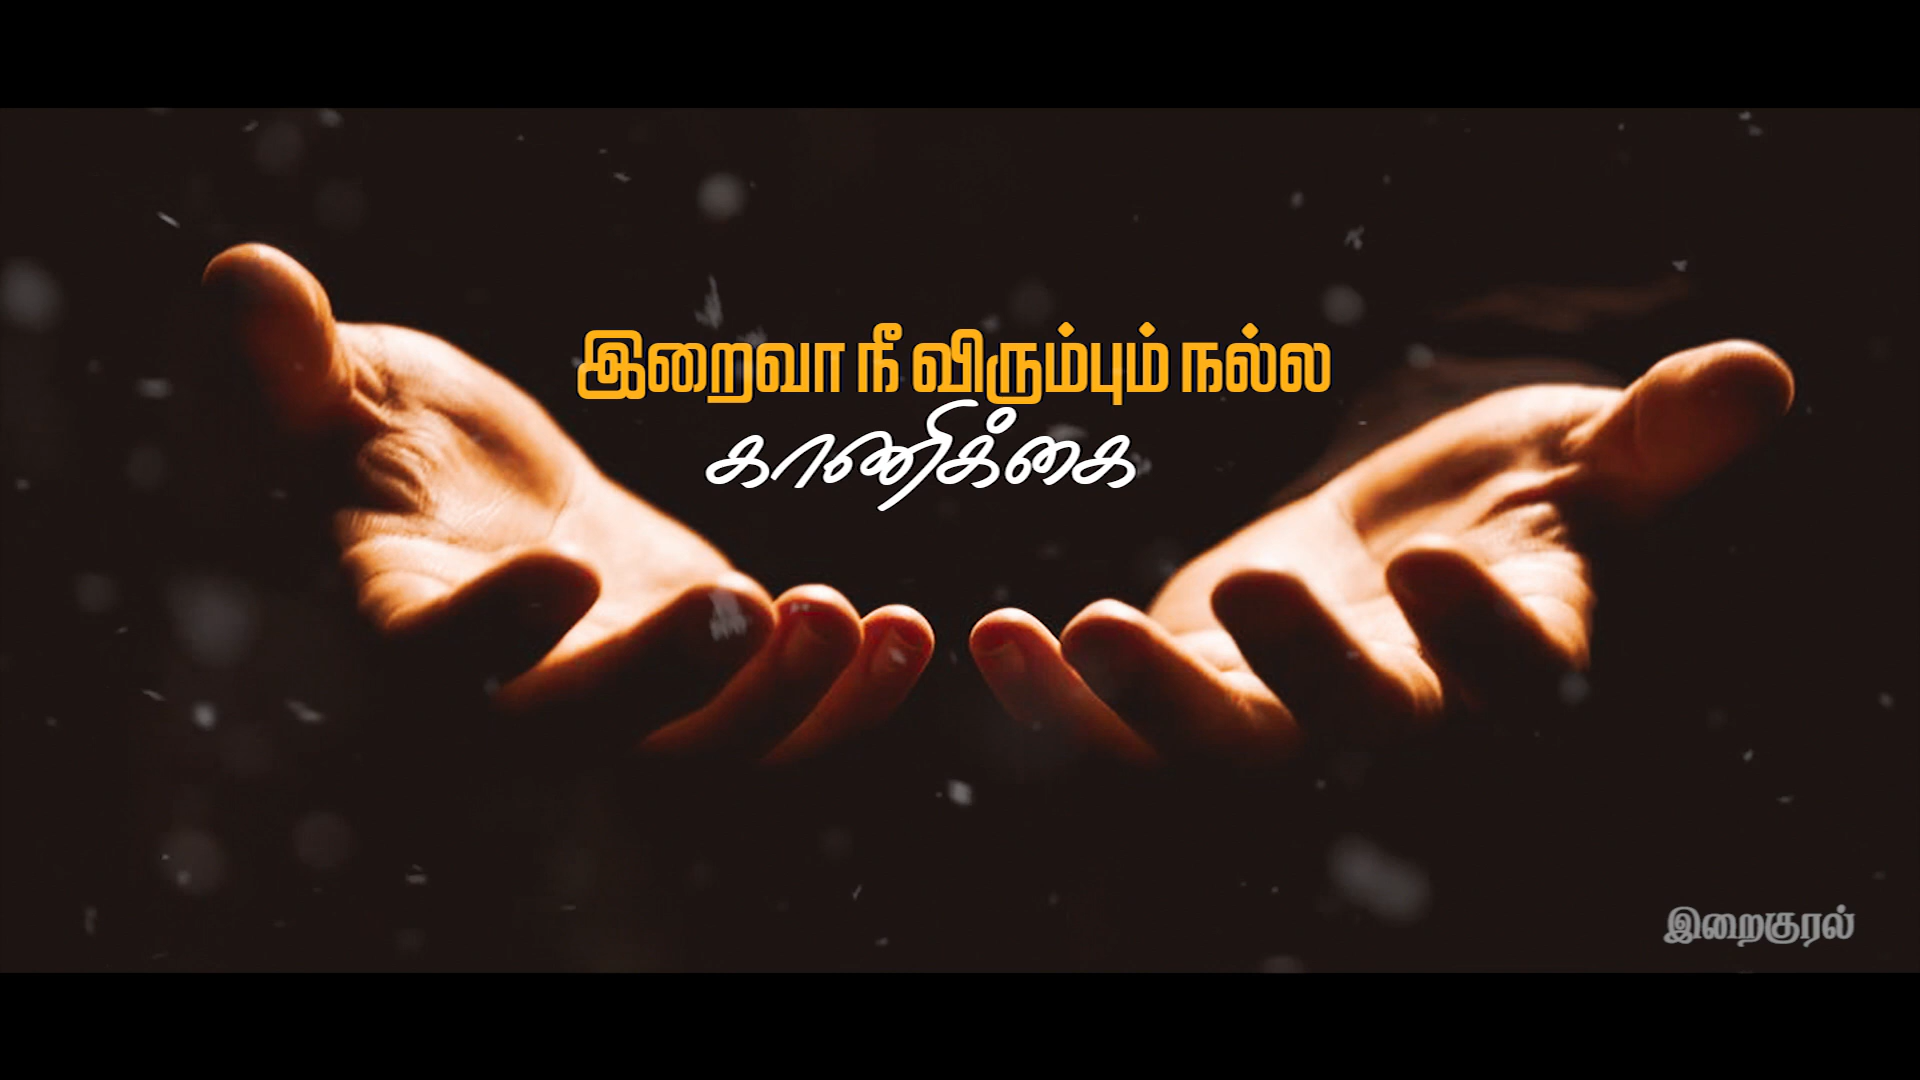 இறைவா நீ விரும்பும் நல்ல
காணிக்கை
இறைகுரல்